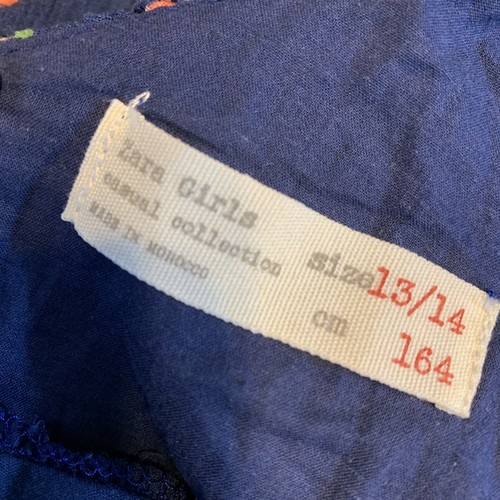 Zara Girls
casual collection
MADE IN MOROCCO
size 13/14
cm 164